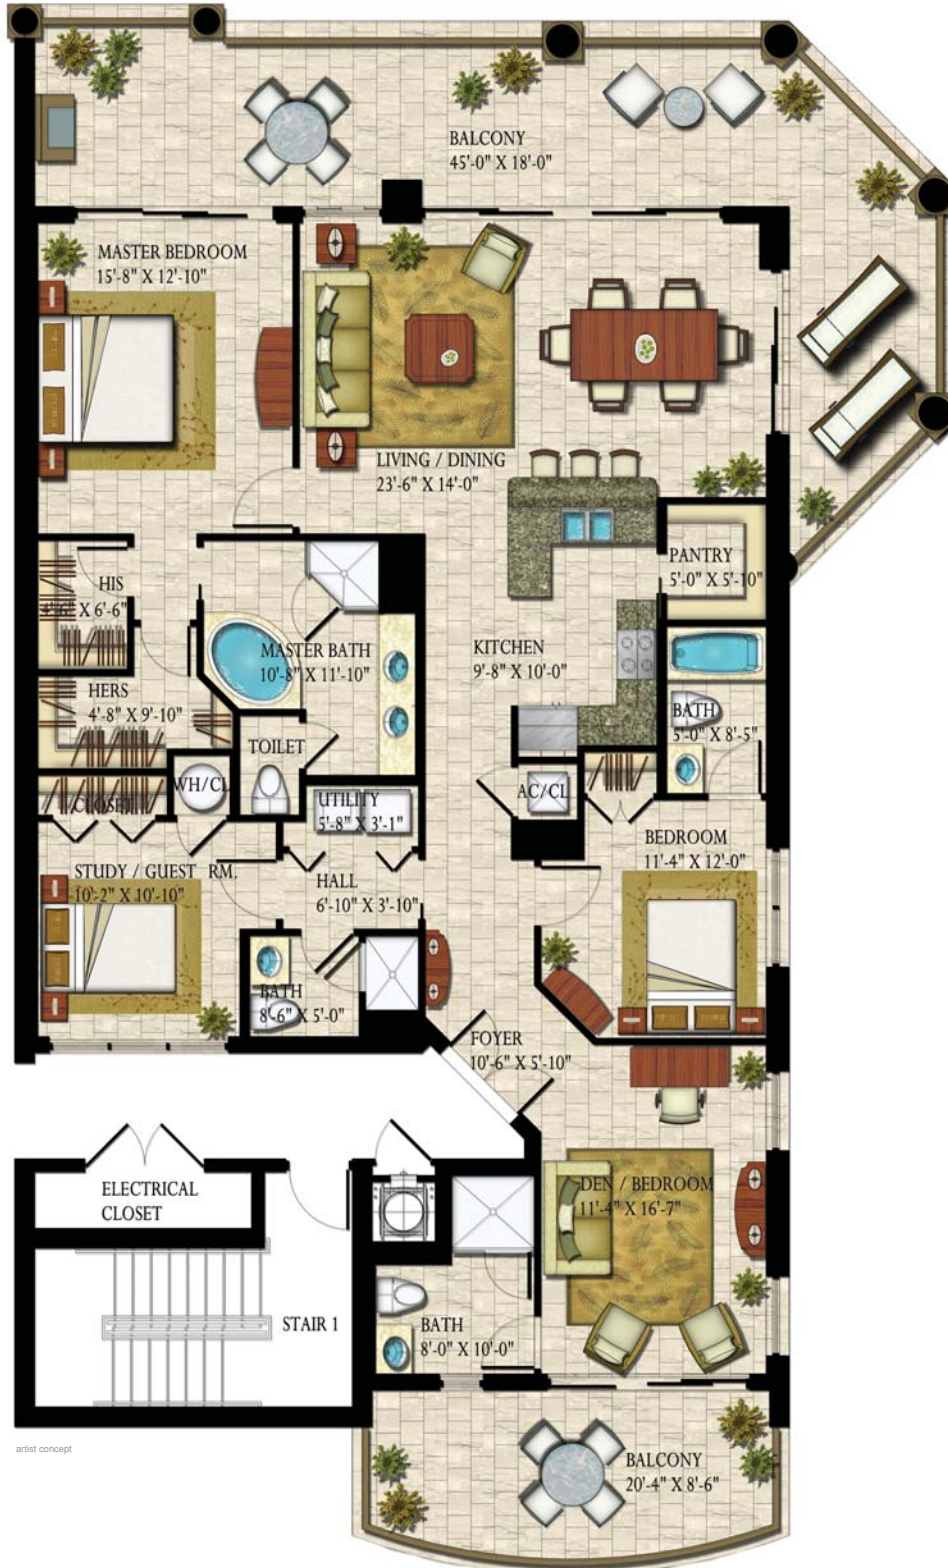 BALCONY
45'-0" X 18'-0"
MASTER BEDROOM
15'-8" X 12'-10"
LIVING / DINING
23'-6" X 14'-0"
PANTRY
5'-0" X 5'-10"
HIS
4'-6" X 6'-6"
KITCHEN
9'-8" X 10'-0"
MASTER BATH
10'-8" X 11'-10"
HERS
4'-8" X 9'-10"
BATH
5'-0" X 8'-5"
TOILET
WH/CL
AC/CL
CLOSET
UTILITY
5'-8" X 3'-1"
BEDROOM
11'-4" X 12'-0"
STUDY / GUEST RM.
10'-2" X 10'-10"
HALL
6'-10" X 3'-10"
BATH
8'-6" X 5'-0"
FOYER
10'-6" X 5'-10"
ELECTRICAL
CLOSET
DEN / BEDROOM
11'-4" X 16'-7"
STAIR 1
BATH
8'-0" X 10'-0"
artist concept
BALCONY
20'-4" X 8'-6"